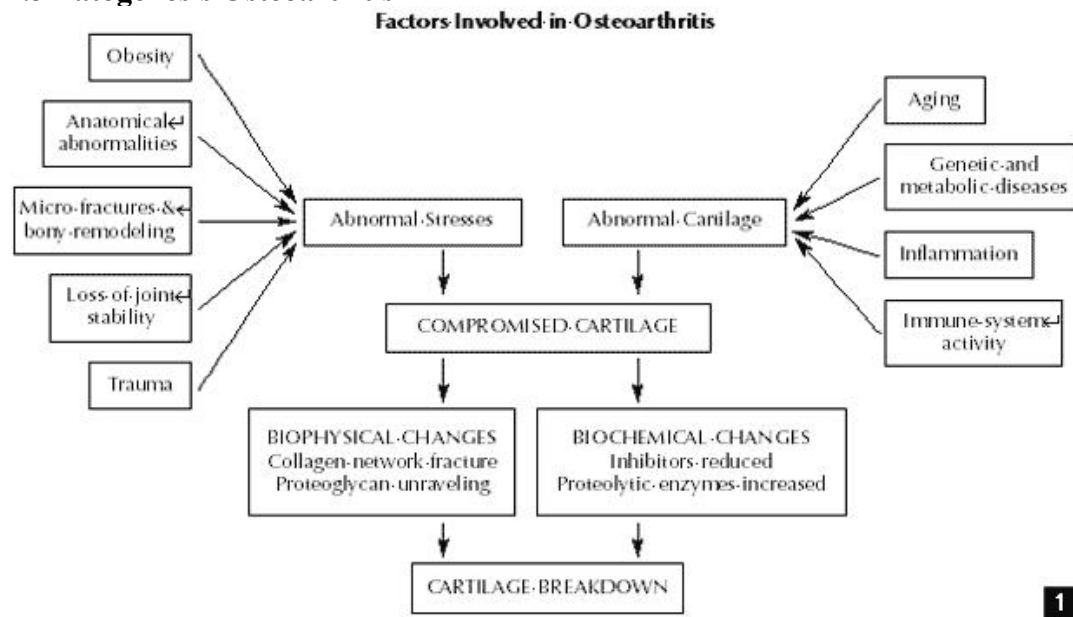 Factors Involved in Osteoarthritis
Obesity
Anatomical
abnormalities
Micro-fractures &
bony-remodeling
Loss of joint
stability
Trauma
Abnormal Stresses
Abnormal Cartilage
Aging
Genetic and
metabolic diseases
Inflammation
Immune-system
activity
COMPROMISED CARTILAGE
BIOPHYSICAL CHANGES
Collagen network fracture
Proteoglycan unraveling
BIOCHEMICAL CHANGES
Inhibitors reduced
Proteolytic enzymes increased
CARTILAGE BREAKDOWN
1